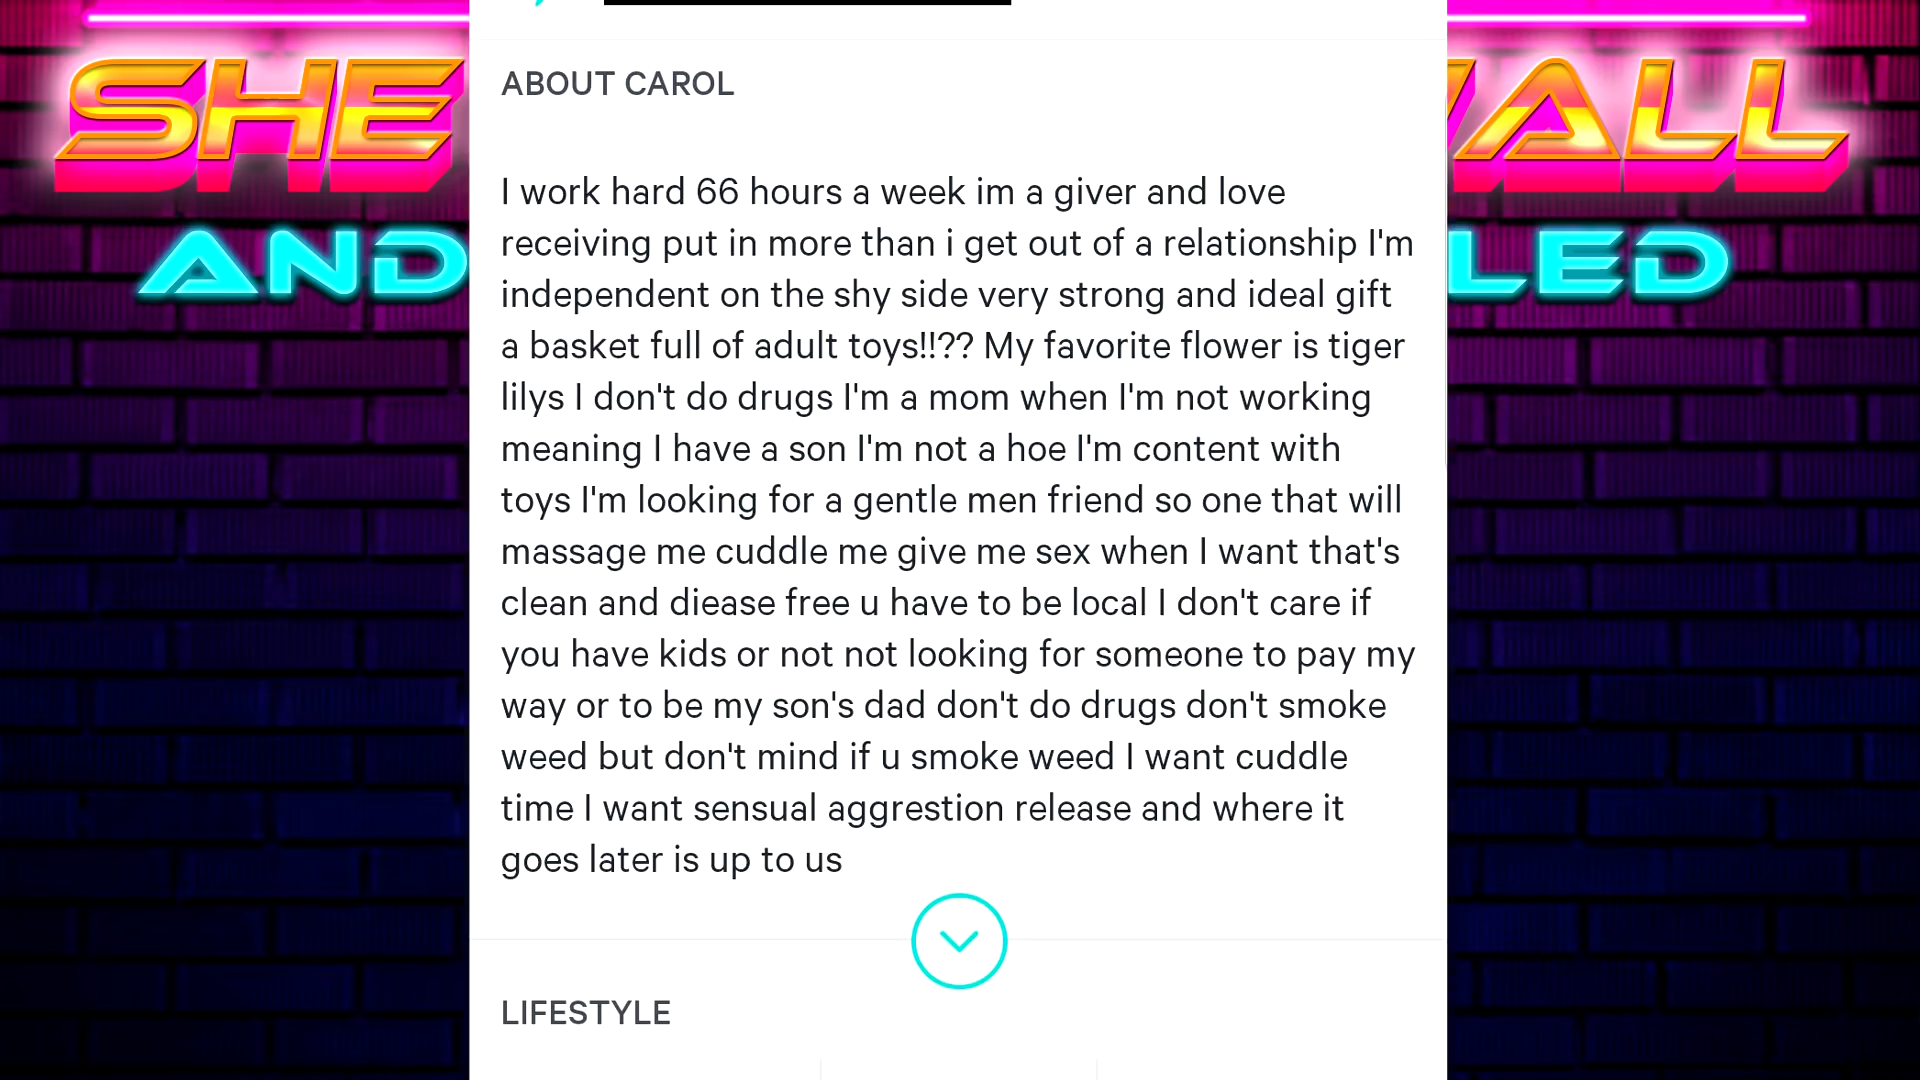 SHE
ALL
AND
LED
ABOUT CAROL
I work hard 66 hours a week im a giver and love
receiving put in more than i get out of a relationship I'm
independent on the shy side very strong and ideal gift
a basket full of adult toys!!?? My favorite flower is tiger
lilys I don't do drugs I'm a mom when I'm not working
meaning I have a son I'm not a hoe I'm content with
toys I'm looking for a gentle men friend so one that will
massage me cuddle me give me sex when I want that's
clean and diease free u have to be local I don't care if
you have kids or not not looking for someone to pay my
way or to be my son's dad don't do drugs don't smoke
weed but don't mind if u smoke weed I want cuddle
time I want sensual aggrestion release and where it
goes later is up to us
LIFESTYLE